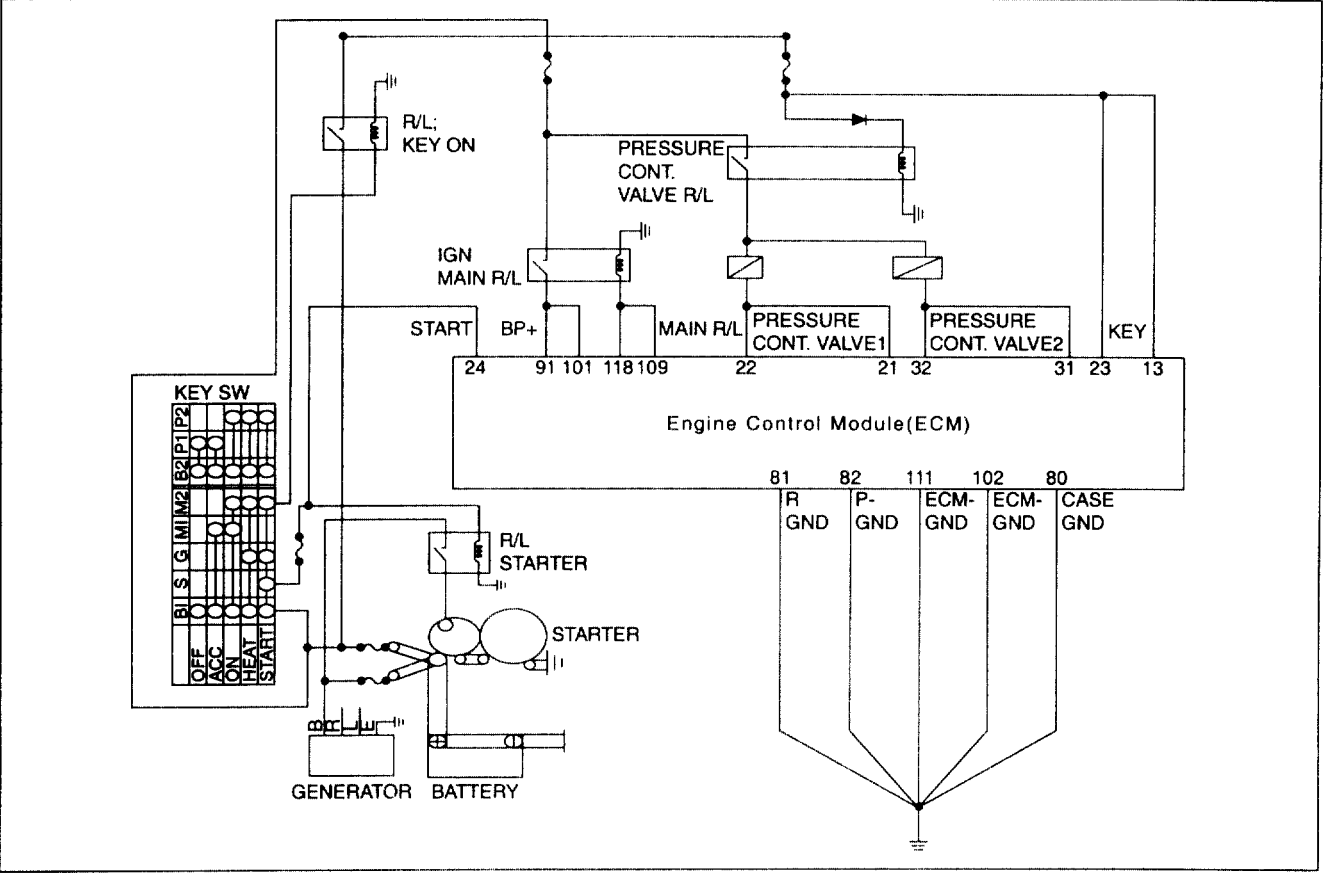 R/L;
KEY ON
PRESSURE
CONT.
VALVE R/L
IGN
MAIN R/L
START
BP+
MAIN R/L
PRESSURE
CONT. VALVE1
PRESSURE
CONT. VALVE2
KEY
24 91 101 118 109 22 21 32 31 23 13
KEY SW
P2
P1
B2
M2
M1
G
S
B1
OFF
ACC
ON
HEAT
START
Engine Control Module(ECM)
81 82 111 102 80
R
GND
P-
GND
ECM-
GND
ECM-
GND
CASE
GND
R/L
STARTER
STARTER
B R L E
GENERATOR
BATTERY